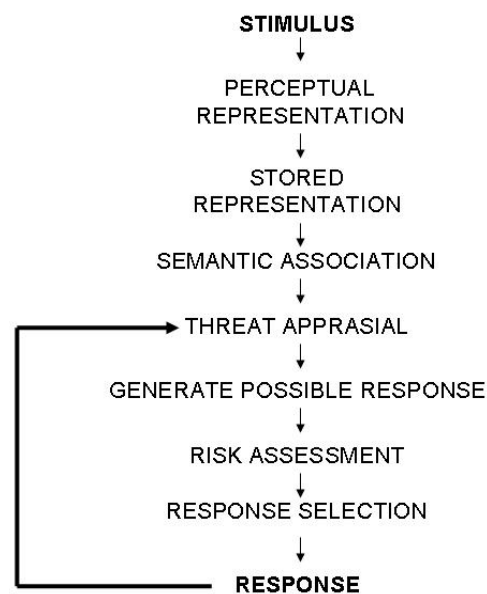 STIMULUS
PERCEPTUAL
REPRESENTATION
STORED
REPRESENTATION
SEMANTIC ASSOCIATION
THREAT APPRASIAL
GENERATE POSSIBLE RESPONSE
RISK ASSESSMENT
RESPONSE SELECTION
RESPONSE